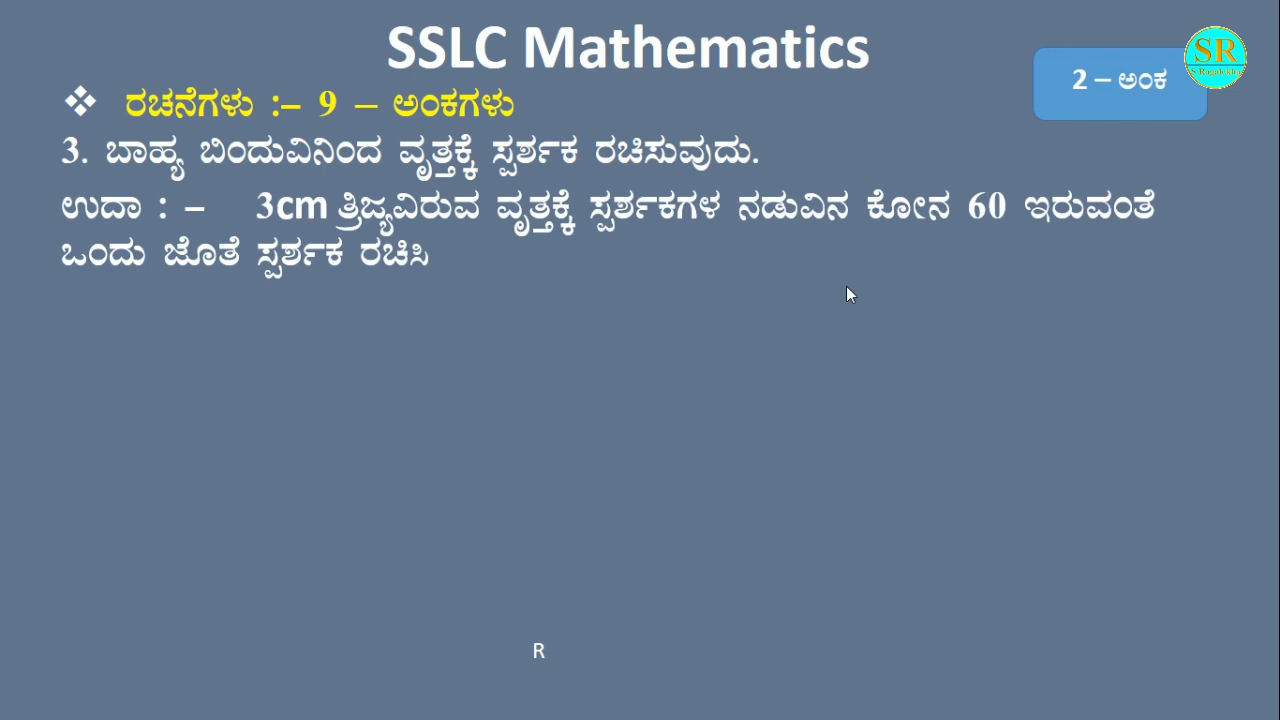 SSLC Mathematics
SR
S Ragalekha
2 – ಅಂಕ
❖ ರಚನೆಗಳು :– 9 – ಅಂಕಗಳು
3. ಬಾಹ್ಯ ಬಿಂದುವಿನಿಂದ ವೃತ್ತಕ್ಕೆ ಸ್ಪರ್ಶಕ ರಚಿಸುವುದು.
ಉದಾ : – 3cm ತ್ರಿಜ್ಯವಿರುವ ವೃತ್ತಕ್ಕೆ ಸ್ಪರ್ಶಕಗಳ ನಡುವಿನ ಕೋನ 60 ಇರುವಂತೆ
ಒಂದು ಜೊತೆ ಸ್ಪರ್ಶಕ ರಚಿಸಿ
R